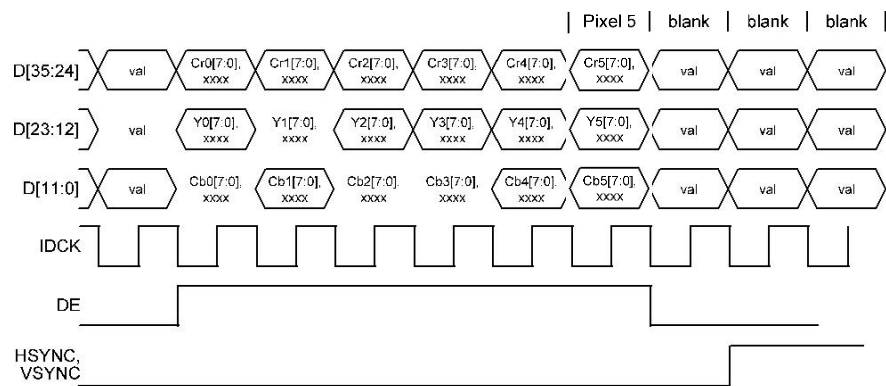 Pixel 5 blank blank blank
D[35:24] val Cr0[7:0], Cr1[7:0], Cr2[7:0], Cr3[7:0], Cr4[7:0], Cr5[7:0], val val val
xxxx xxxx xxxx xxxx xxxx xxxx
D[23:12] val Y0[7:0], Y1[7:0], Y2[7:0], Y3[7:0], Y4[7:0], Y5[7:0], val val val
xxxx xxxx xxxx xxxx xxxx xxxx
D[11:0] val Cb0[7:0], Cb1[7:0], Cb2[7:0]. Cb3[7:0], Cb4[7:0]. Cb5[7:0], val val val
xxxx xxxx xxxx xxxx xxxx xxxx
IDCK
DE
HSYNC,
VSYNC